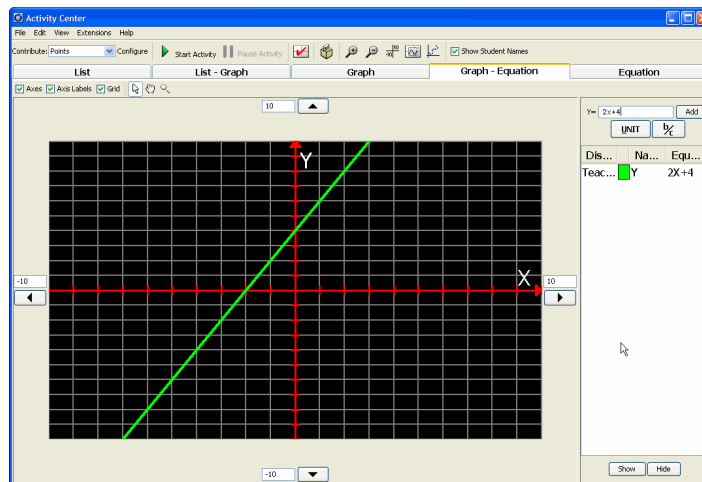 Activity Center
File Edit View Extensions Help
Contribute: Points Configure Start Activity Pause Activity Show Student Names
List List - Graph Graph Graph - Equation Equation
Axes Axis Labels Grid
10
Y= 2x+4 Add
UNIT b/c
Dis... Na... Equ...
Teac... Y 2X+4
Y
X
-10
10
-10
Show Hide